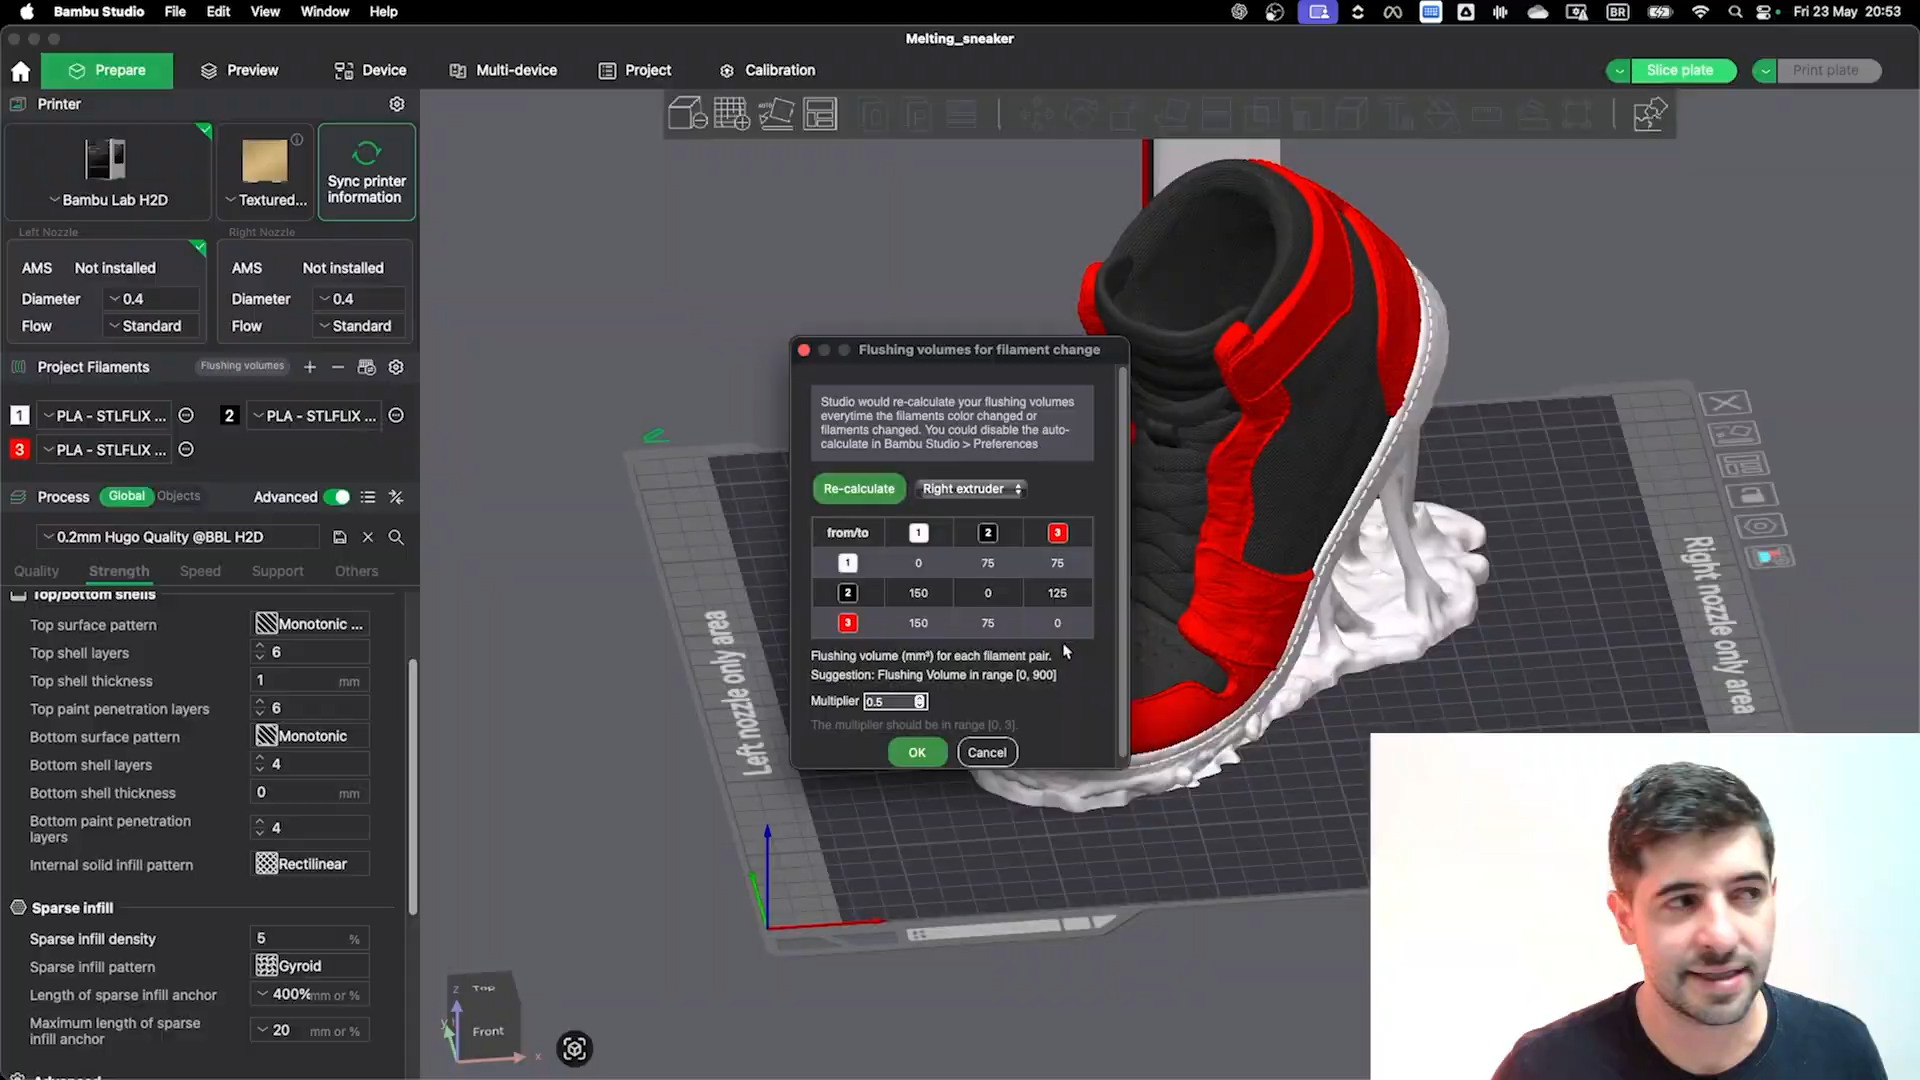 Bambu Studio File Edit View Window Help
BR Fri 23 May 20:53
Melting_sneaker
Prepare Preview Device Multi-device Project Calibration Slice plate Print plate
Printer
Bambu Lab H2D Textured... Sync printer information
Left Nozzle Right Nozzle
AMS Not installed AMS Not installed
Diameter 0.4 Diameter 0.4
Flow Standard Flow Standard
Project Filaments Flushing volumes
1 PLA - STLFLIX ... 2 PLA - STLFLIX ...
3 PLA - STLFLIX ...
Process Global Objects Advanced
0.2mm Hugo Quality @BBL H2D
Quality Strength Speed Support Others
Top/bottom shells
Top surface pattern Monotonic ...
Top shell layers 6
Top shell thickness 1 mm
Top paint penetration layers 6
Bottom surface pattern Monotonic
Bottom shell layers 4
Bottom shell thickness 0 mm
Bottom paint penetration
layers 4
Internal solid infill pattern Rectilinear
Sparse infill
Sparse infill density 5 %
Sparse infill pattern Gyroid
Length of sparse infill anchor 400% mm or %
Maximum length of sparse
infill anchor 20 mm or %
Advanced
Flushing volumes for filament change
Studio would re-calculate your flushing volumes
everytime the filaments color changed or
filaments changed. You could disable the auto-
calculate in Bambu Studio > Preferences
Re-calculate Right extruder
from/to 1 2 3
1 0 75 75
2 150 0 125
3 150 75 0
Flushing volume (mm³) for each filament pair.
Suggestion: Flushing Volume in range [0, 900]
Multiplier 0.5
The multiplier should be in range [0, 3].
OK Cancel
Left nozzle only area
Right nozzle only area
Top
Front
z
y
x